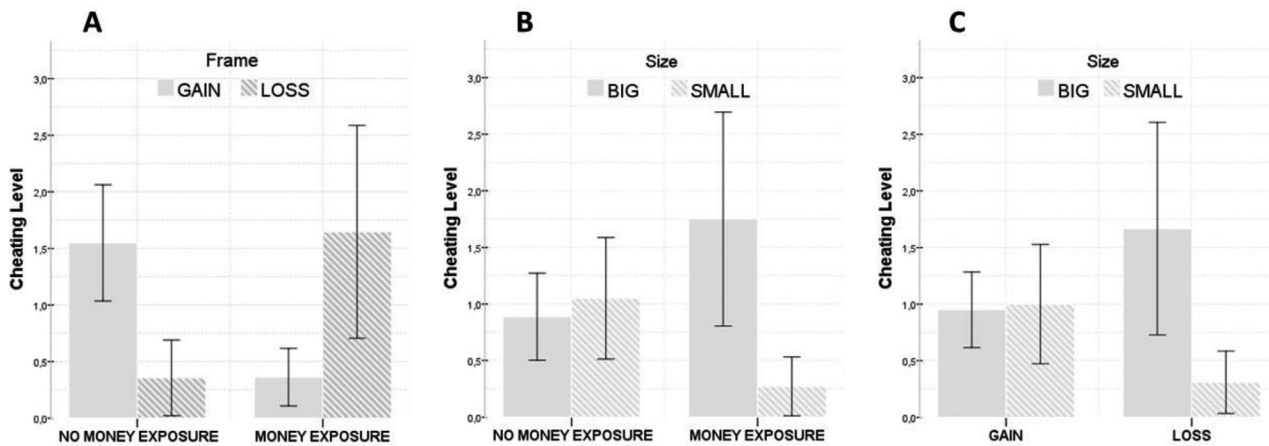 A
Frame
GAIN LOSS
Cheating Level
3,0
2,5
2,0
1,5
1,0
0,5
0,0
NO MONEY EXPOSURE MONEY EXPOSURE
B
Size
BIG SMALL
Cheating Level
3,0
2,5
2,0
1,5
1,0
0,5
0,0
NO MONEY EXPOSURE MONEY EXPOSURE
C
Size
BIG SMALL
Cheating Level
3,0
2,5
2,0
1,5
1,0
0,5
0,0
GAIN LOSS